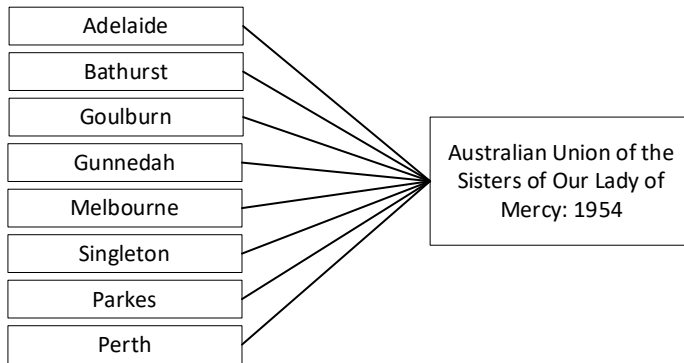 Adelaide
Bathurst
Goulburn
Gunnedah
Melbourne
Singleton
Parkes
Perth
Australian Union of the
Sisters of Our Lady of
Mercy: 1954